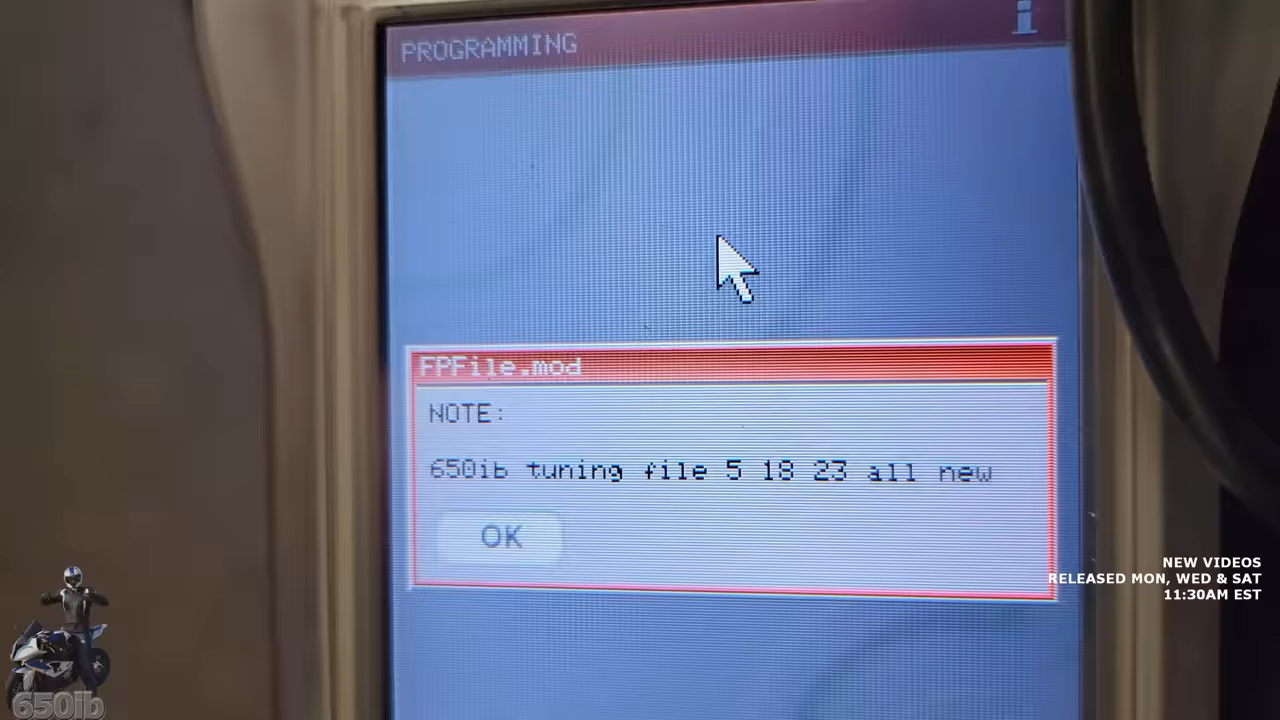 PROGRAMMING
i
FPFile.mod
NOTE:
650ib tuning file 5 18 23 all new
OK
NEW VIDEOS
RELEASED MON, WED & SAT
11:30AM EST
650ib